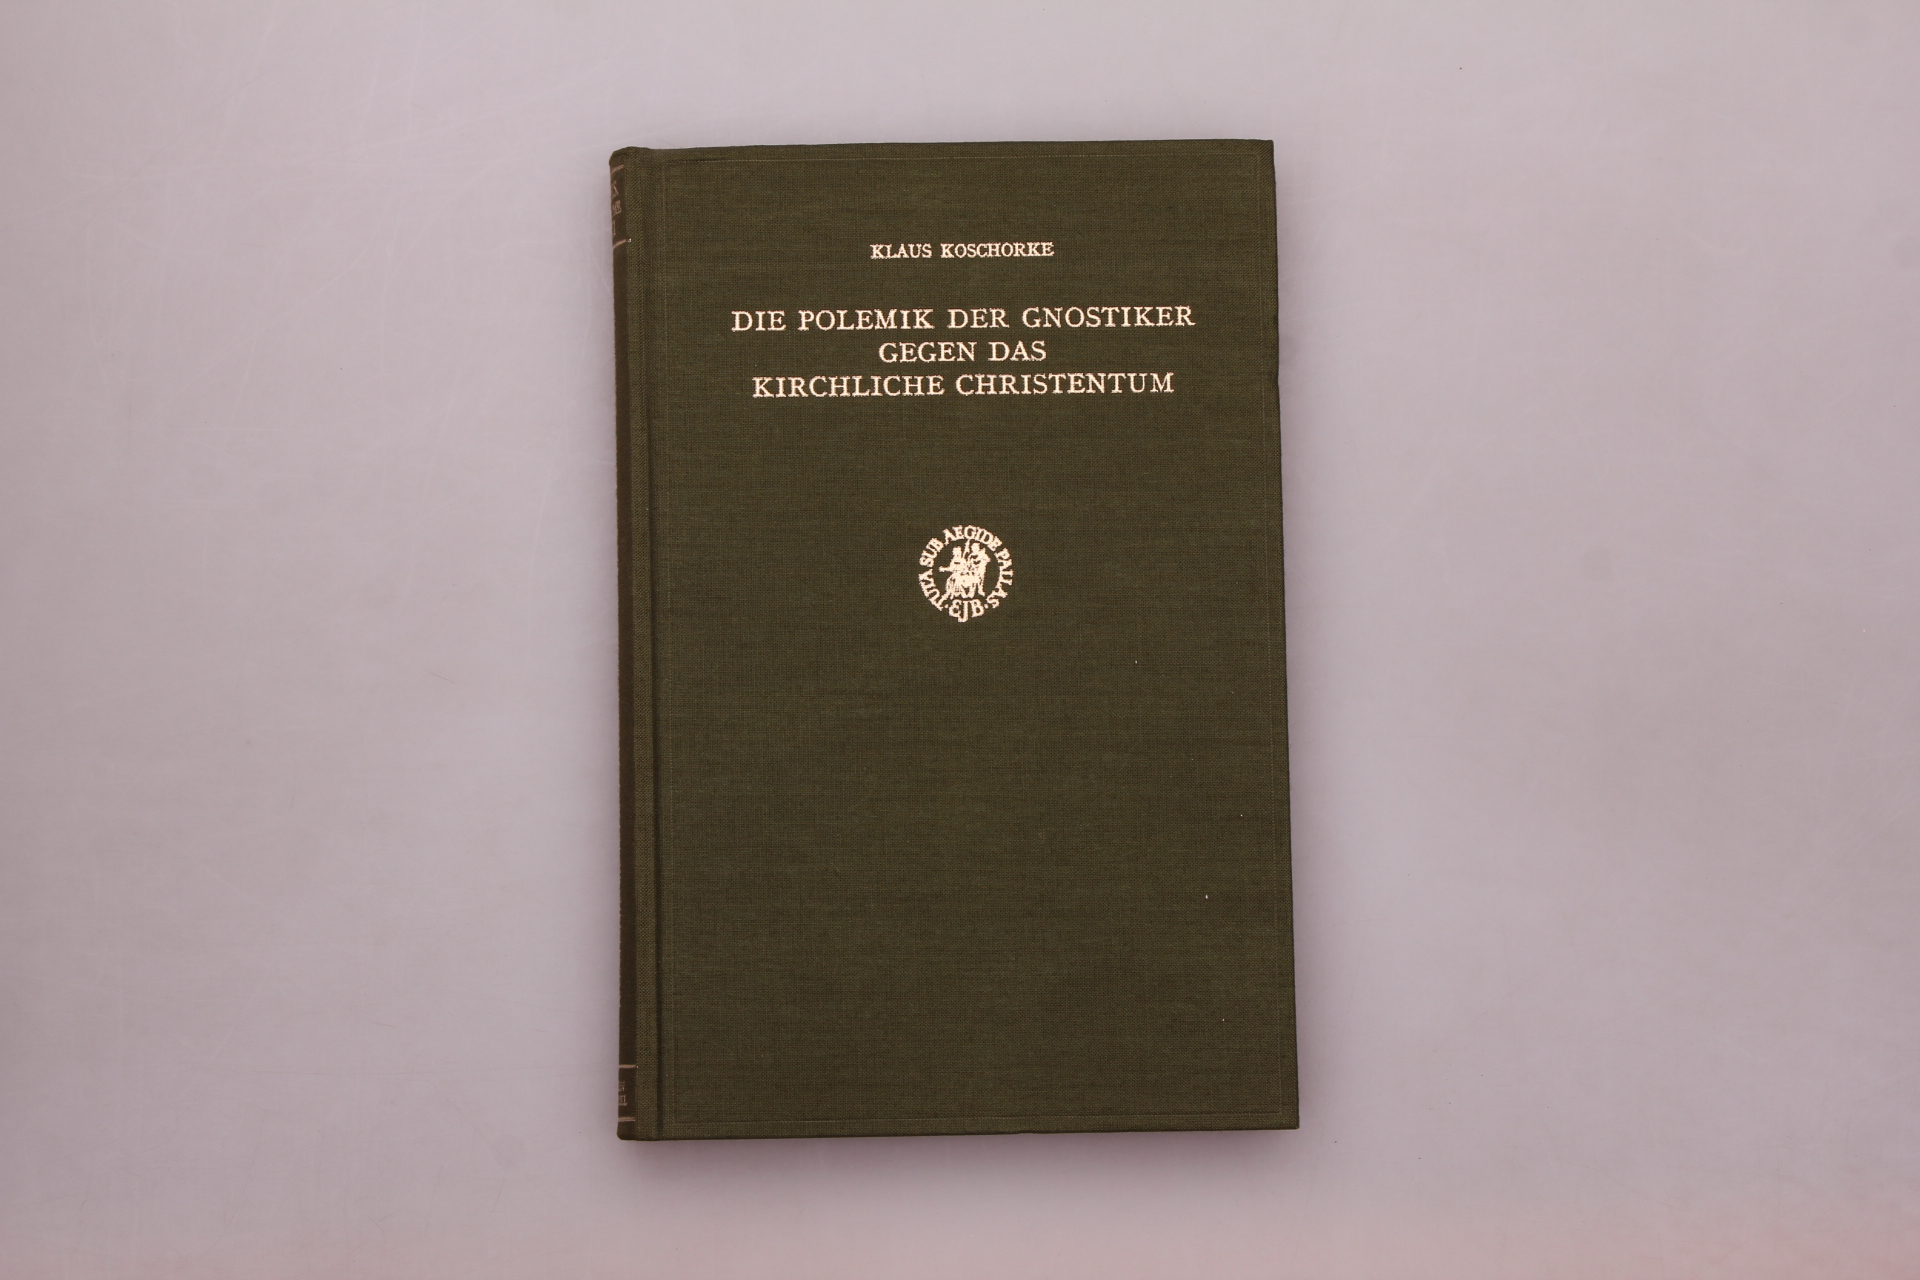 KLAUS KOSCHORKE
DIE POLEMIK DER GNOSTIKER
GEGEN DAS
KIRCHLICHE CHRISTENTUM
TUTA SUB AEGIDE PALLAS
·EJB·